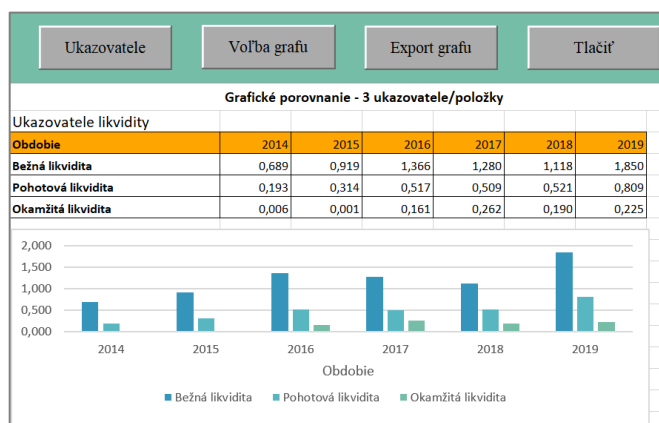 Ukazovatele Voľba grafu Export grafu Tlačiť
Grafické porovnanie - 3 ukazovatele/položky
Ukazovatele likvidity
Obdobie 2014 2015 2016 2017 2018 2019
Bežná likvidita 0,689 0,919 1,366 1,280 1,118 1,850
Pohotová likvidita 0,193 0,314 0,517 0,509 0,521 0,809
Okamžitá likvidita 0,006 0,001 0,161 0,262 0,190 0,225
2,000
1,500
1,000
0,500
0,000
2014 2015 2016 2017 2018 2019
Obdobie
Bežná likvidita Pohotová likvidita Okamžitá likvidita